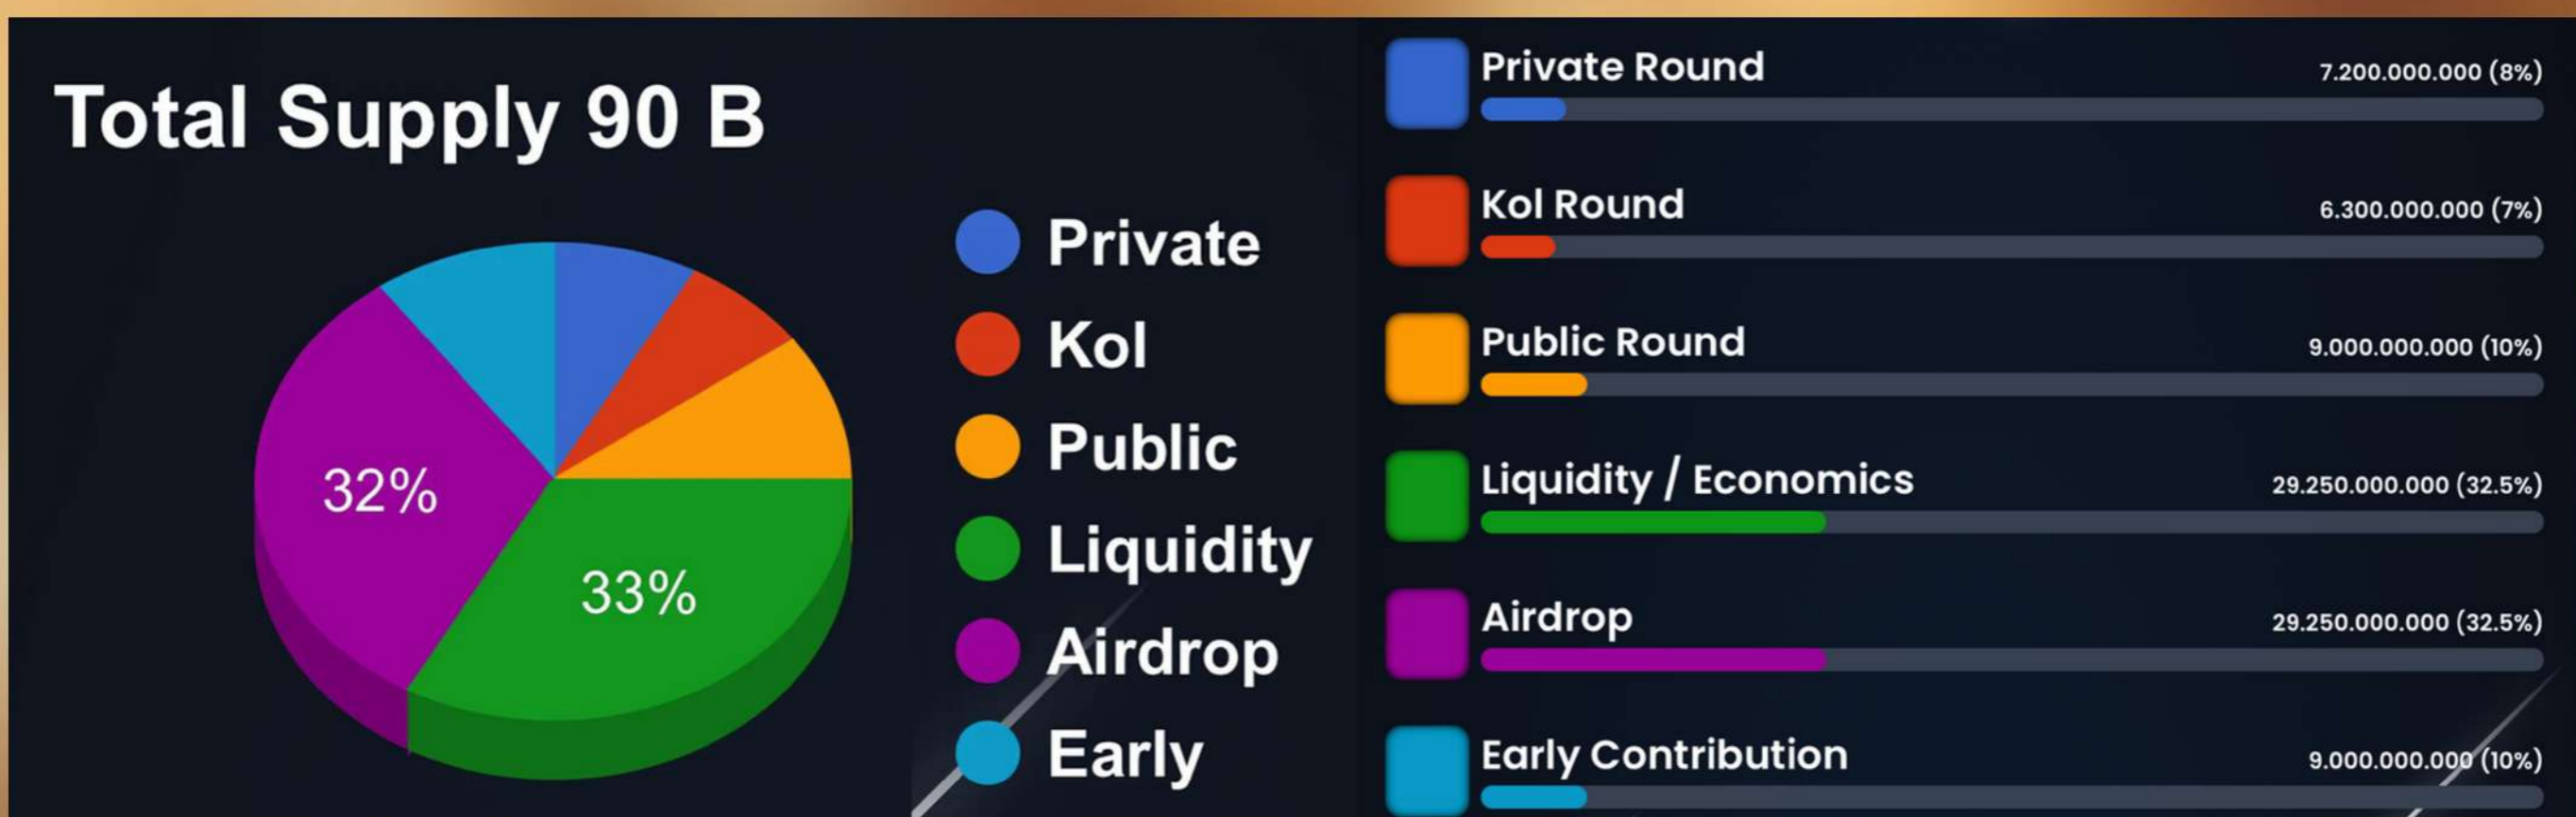 Total Supply 90 B
32%
33%
Private
Kol
Public
Liquidity
Airdrop
Early
Private Round
7.200.000.000 (8%)
Kol Round
6.300.000.000 (7%)
Public Round
9.000.000.000 (10%)
Liquidity / Economics
29.250.000.000 (32.5%)
Airdrop
29.250.000.000 (32.5%)
Early Contribution
9.000.000.000 (10%)